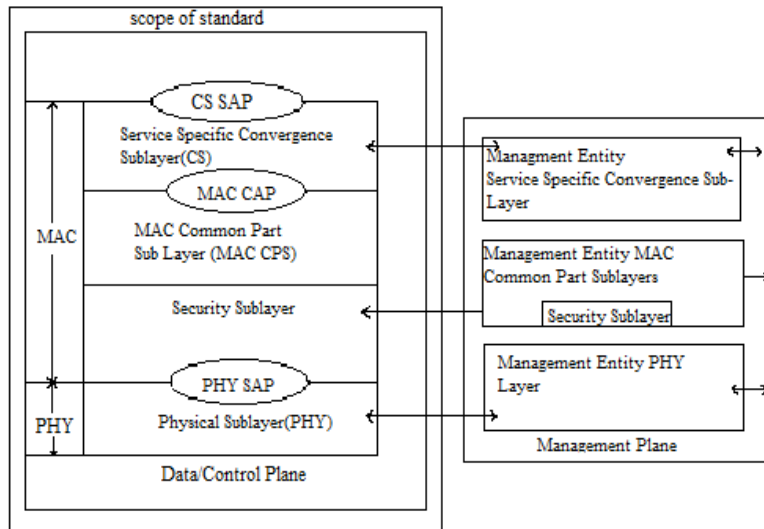 scope of standard
CS SAP
Service Specific Convergence
Sublayer(CS)
MAC CAP
MAC
MAC Common Part
Sub Layer (MAC CPS)
Security Sublayer
PHY SAP
PHY
Physical Sublayer(PHY)
Data/Control Plane
Managment Entity
Service Specific Convergence Sub-
Layer
Management Entity MAC
Common Part Sublayers
Security Sublayer
Management Entity PHY
Layer
Management Plane